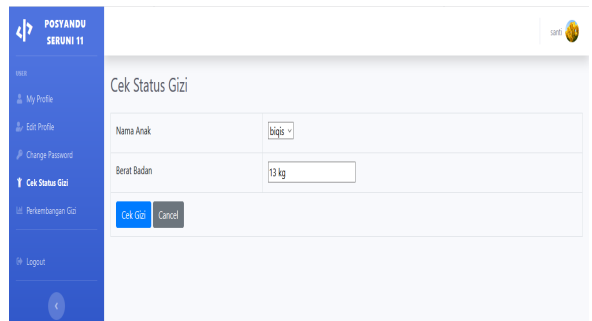 POSYANDU
SERUNI 11
santi
My Profile
Edit Profile
Change Password
Cek Status Gizi
Perkembangan Gizi
Logout
Cek Status Gizi
Nama Anak
biqis
Berat Badan
13 kg
Cek Gizi
Cancel